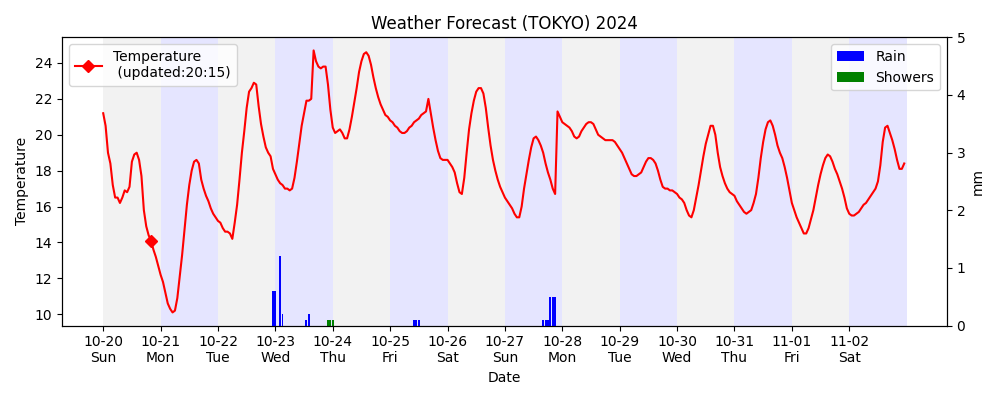 Weather Forecast (TOKYO) 2024
Temperature
(updated:20:15)
Rain
Showers
Temperature
24
22
20
18
16
14
12
10
5
4
3
2
1
0
mm
10-20 10-21 10-22 10-23 10-24 10-25 10-26 10-27 10-28 10-29 10-30 10-31 11-01 11-02
Sun Mon Tue Wed Thu Fri Sat Sun Mon Tue Wed Thu Fri Sat
Date